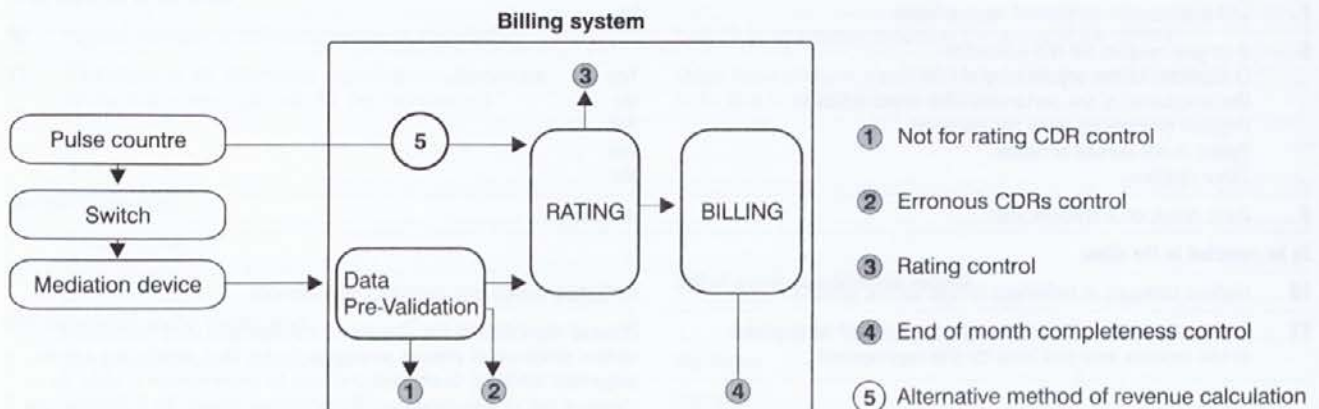 Billing system
3
Pulse countre
5
1 Not for rating CDR control
Switch
RATING
BILLING
2 Erronous CDRs control
Mediation device
Data
Pre-Validation
3 Rating control
4 End of month completeness control
1
2
4
5 Alternative method of revenue calculation